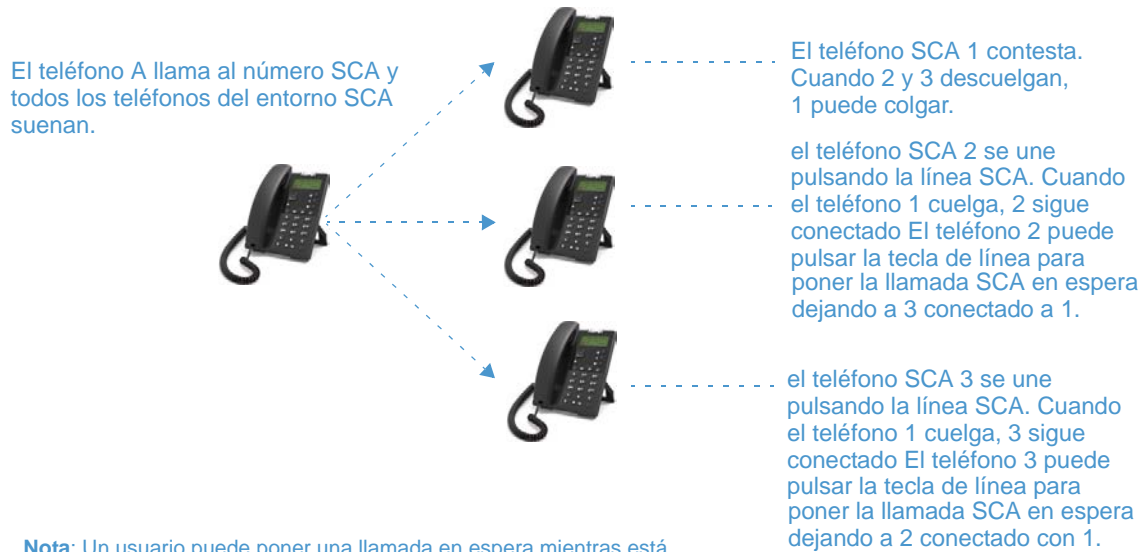 El teléfono A llama al número SCA y
todos los teléfonos del entorno SCA
suenan.
El teléfono SCA 1 contesta.
Cuando 2 y 3 descuelgan,
1 puede colgar.
el teléfono SCA 2 se une
pulsando la línea SCA. Cuando
el teléfono 1 cuelga, 2 sigue
conectado El teléfono 2 puede
pulsar la tecla de línea para
poner la llamada SCA en espera
dejando a 3 conectado a 1.
el teléfono SCA 3 se une
pulsando la línea SCA. Cuando
el teléfono 1 cuelga, 3 sigue
conectado El teléfono 3 puede
pulsar la tecla de línea para
poner la llamada SCA en espera
dejando a 2 conectado con 1.
Nota: Un usuario puede poner una llamada en espera mientras está